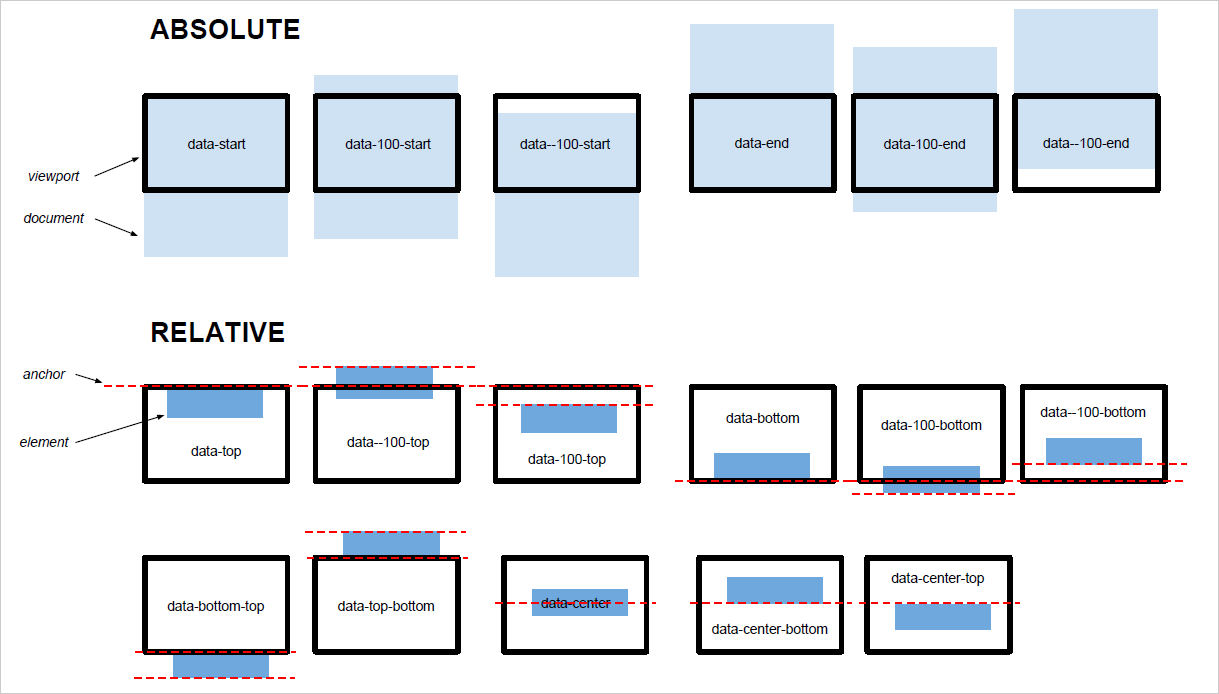 ABSOLUTE
data-start
data-100-start
data--100-start
data-end
data-100-end
data--100-end
viewport
document
RELATIVE
anchor
element
data-top
data--100-top
data-100-top
data-bottom
data-100-bottom
data--100-bottom
data-bottom-top
data-top-bottom
data-center
data-center-bottom
data-center-top